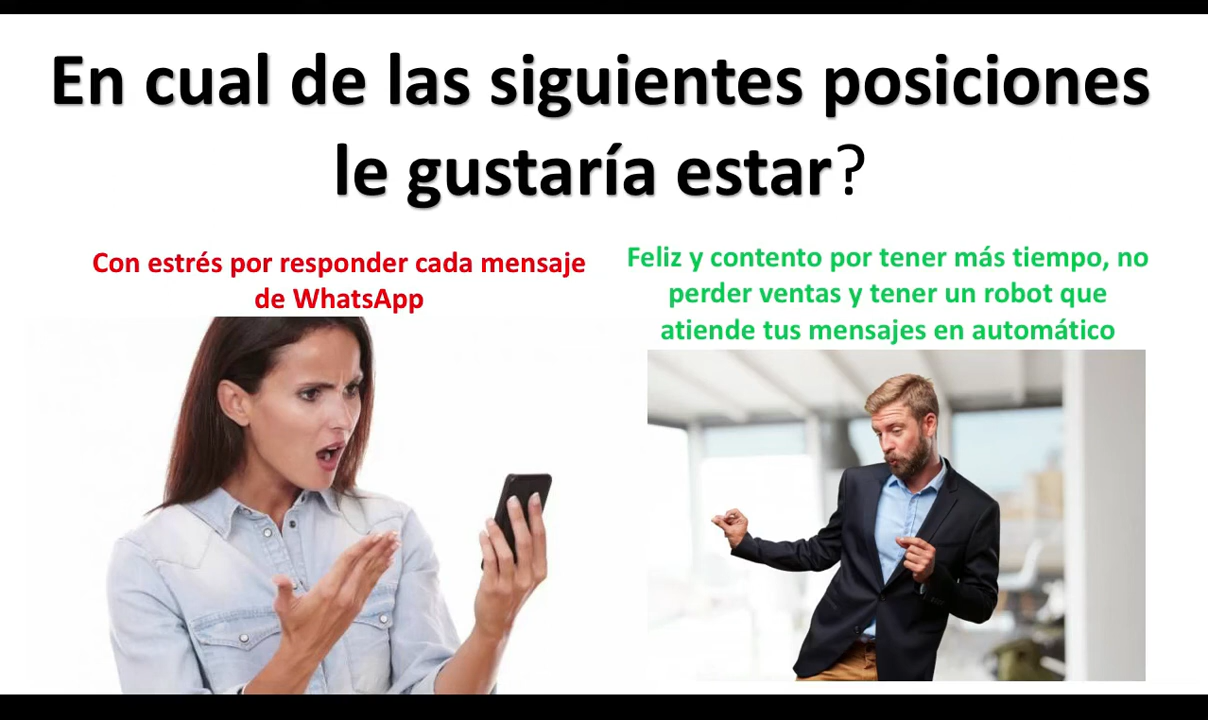 En cual de las siguientes posiciones
le gustaría estar?
Con estrés por responder cada mensaje
de WhatsApp
Feliz y contento por tener más tiempo, no
perder ventas y tener un robot que
atiende tus mensajes en automático